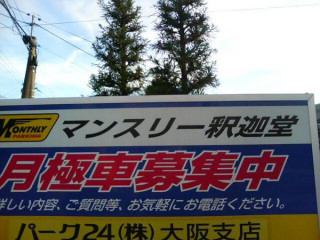 MONTHLY
PARKING
マンスリー釈迦堂
月極車募集中
詳しい内容、ご質問等、お気軽にお電話ください。
パーク24(株)大阪支店